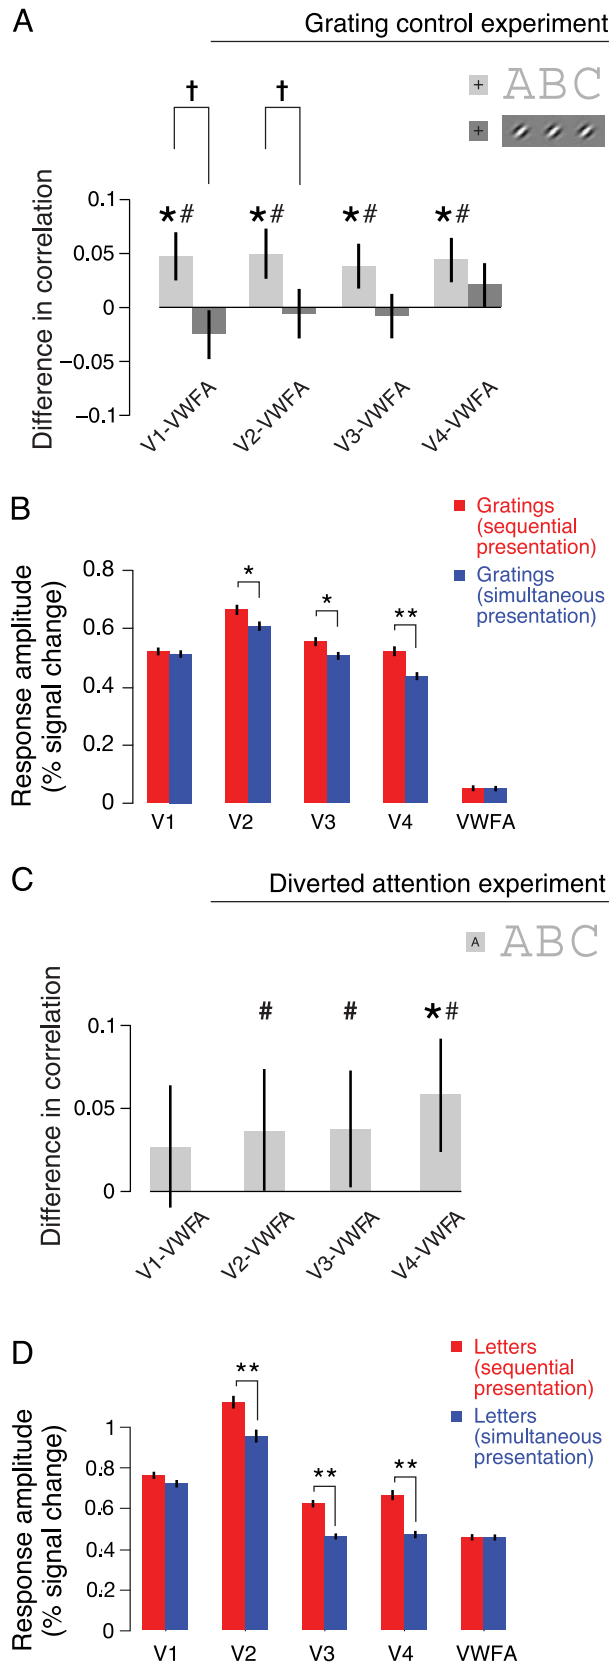 A
Grating control experiment
+ ABC
+
† †
Difference in correlation
0.1
0.05
0
−0.05
−0.1
*# *# *# *#
V1-VWFA V2-VWFA V3-VWFA V4-VWFA
B
Gratings
(sequential
presentation)
Gratings
(simultaneous
presentation)
Response amplitude
(% signal change)
0.8
0.6
0.4
0.2
0
* * **
V1 V2 V3 V4 VWFA
C
Diverted attention experiment
A ABC
Difference in correlation
0.1
0.05
0
# # *#
V1-VWFA V2-VWFA V3-VWFA V4-VWFA
D
Letters
(sequential
presentation)
Letters
(simultaneous
presentation)
Response amplitude
(% signal change)
1
0.8
0.6
0.4
0.2
0
** ** **
V1 V2 V3 V4 VWFA